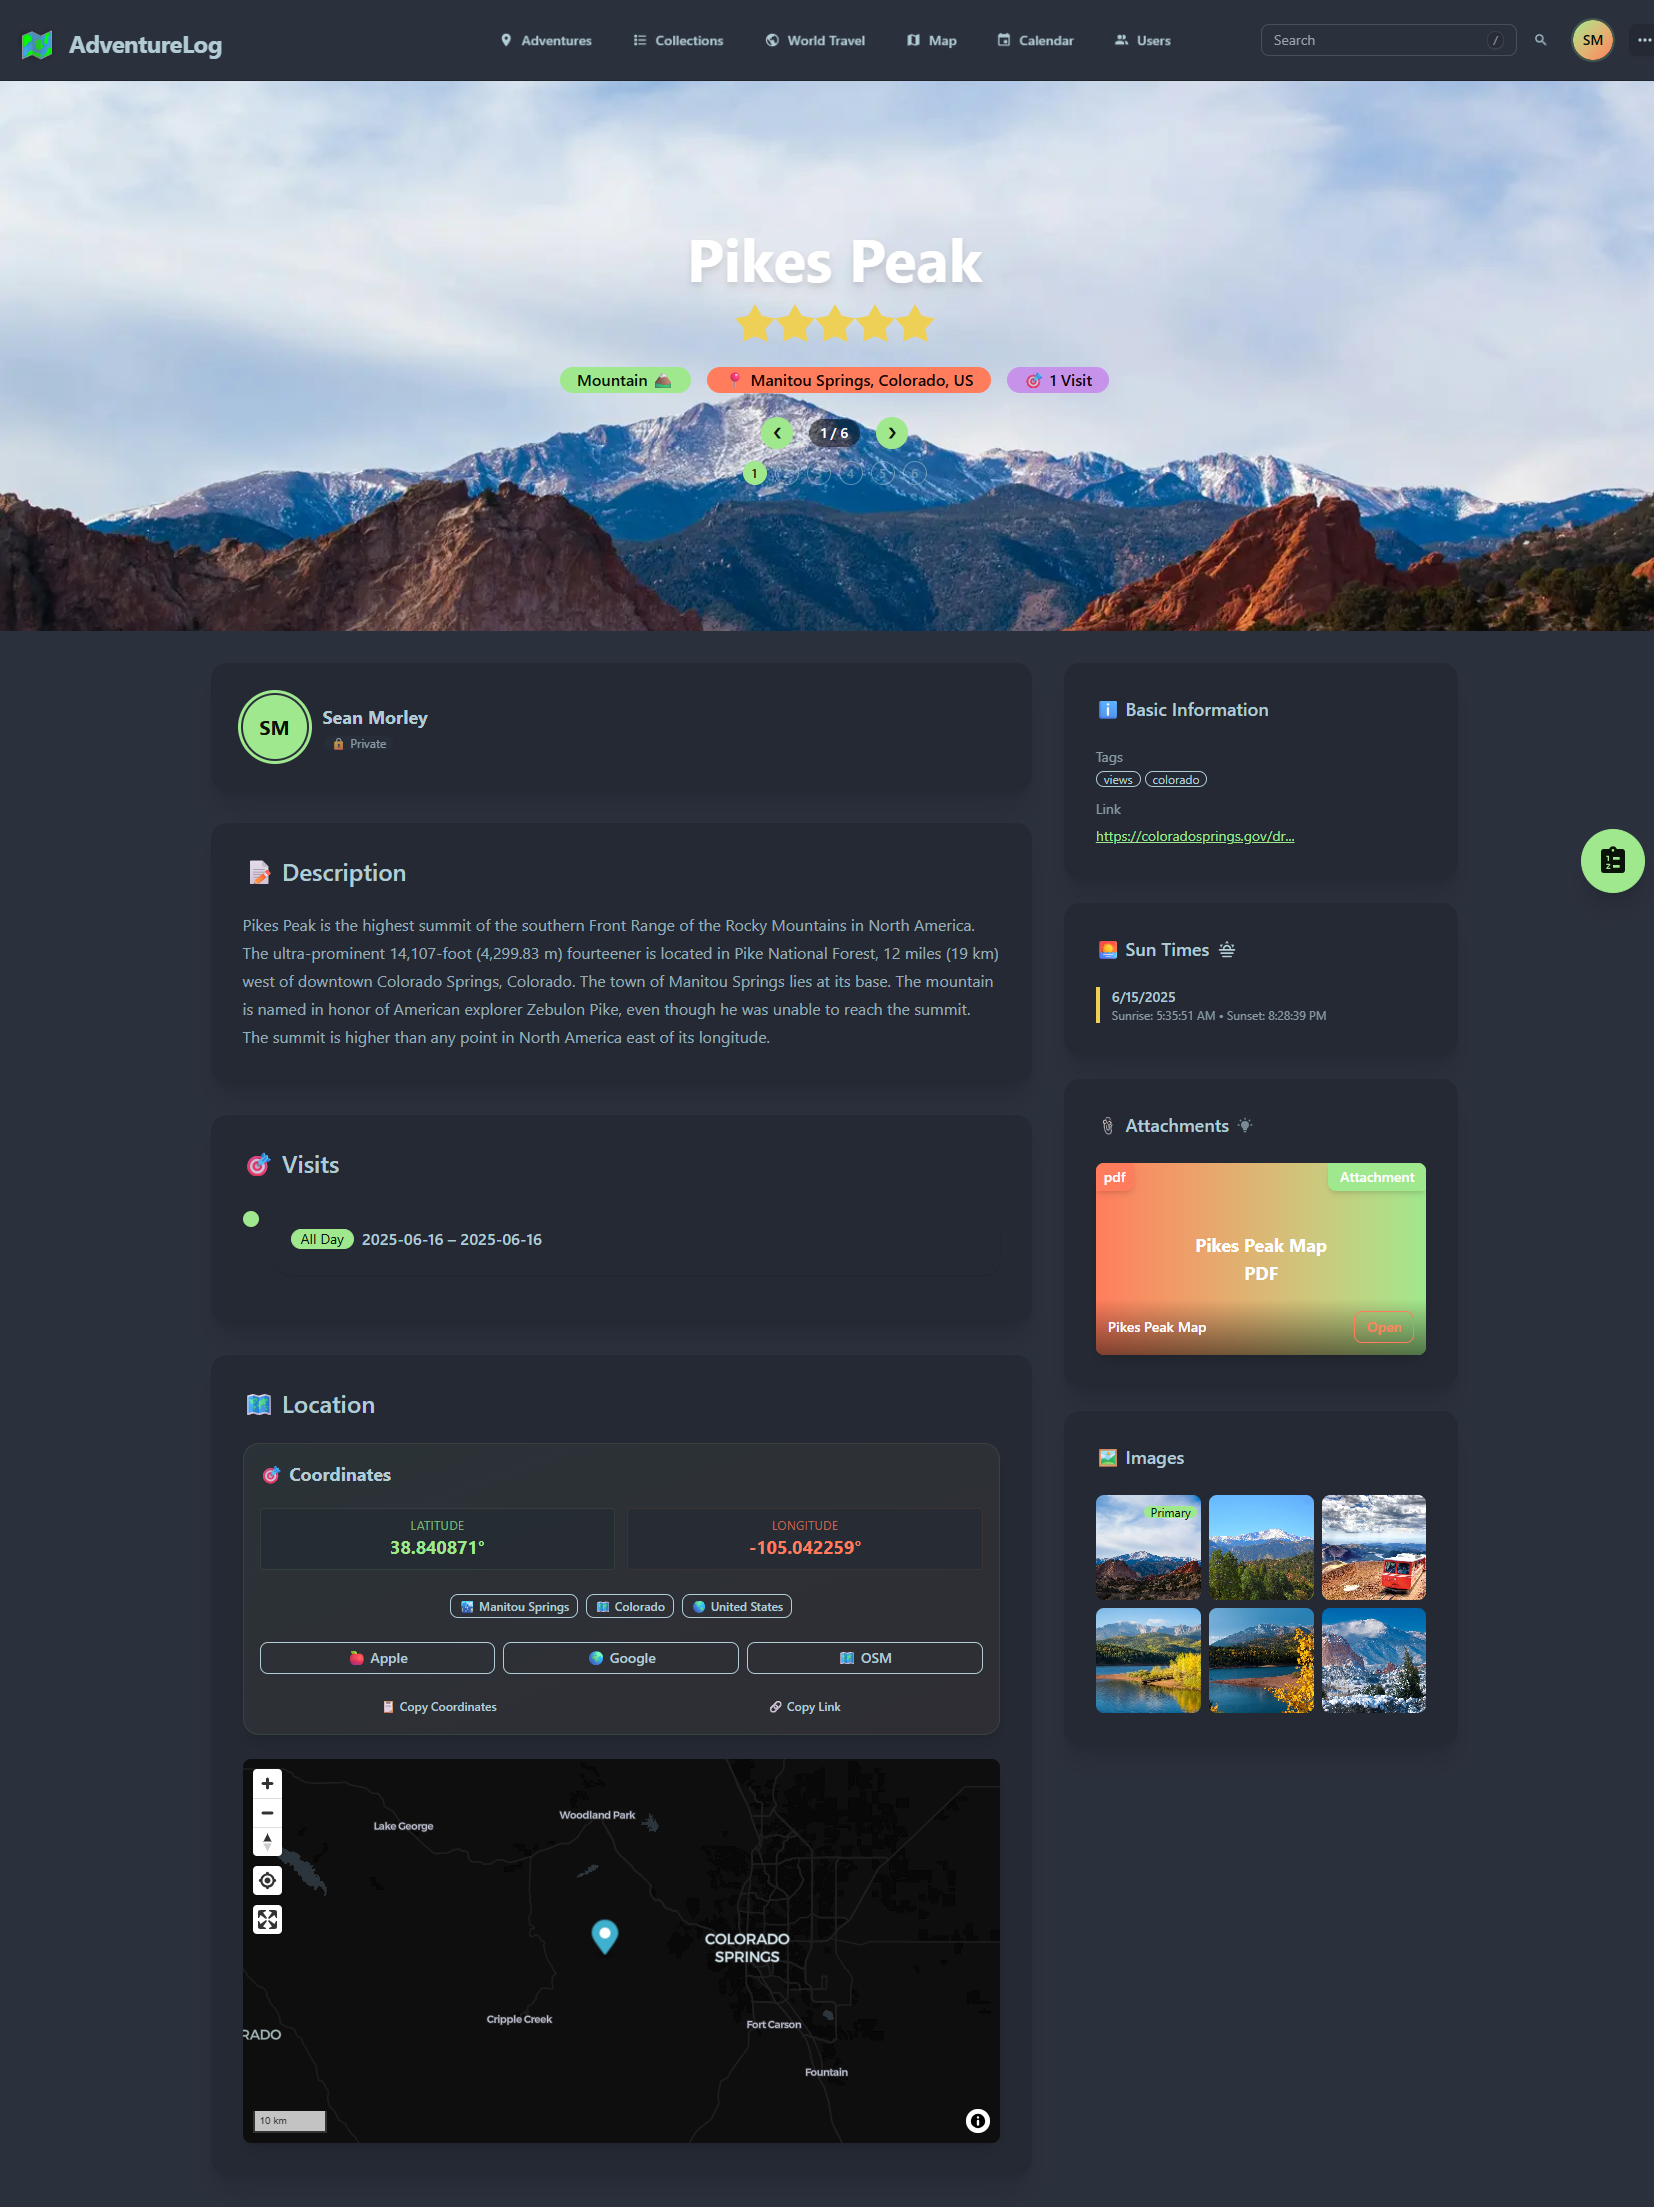 AdventureLog
Adventures
Collections
World Travel
Map
Calendar
Users
Search
/
SM
Pikes Peak
Mountain
Manitou Springs, Colorado, US
1 Visit
1 / 6
1
2
3
4
5
6
SM
Sean Morley
Private
Description
Pikes Peak is the highest summit of the southern Front Range of the Rocky Mountains in North America.
The ultra-prominent 14,107-foot (4,299.83 m) fourteener is located in Pike National Forest, 12 miles (19 km)
west of downtown Colorado Springs, Colorado. The town of Manitou Springs lies at its base. The mountain
is named in honor of American explorer Zebulon Pike, even though he was unable to reach the summit.
The summit is higher than any point in North America east of its longitude.
Visits
All Day 2025-06-16 – 2025-06-16
Location
Coordinates
LATITUDE
38.840871°
LONGITUDE
-105.042259°
Manitou Springs
Colorado
United States
Apple
Google
OSM
Copy Coordinates
Copy Link
Lake George
Woodland Park
COLORADO
SPRINGS
Cripple Creek
Fort Carson
RADO
Fountain
10 km
Basic Information
Tags
views
colorado
Link
https://coloradosprings.gov/dr...
Sun Times
6/15/2025
Sunrise: 5:35:51 AM • Sunset: 8:28:39 PM
Attachments
pdf
Attachment
Pikes Peak Map
PDF
Pikes Peak Map
Open
Images
Primary